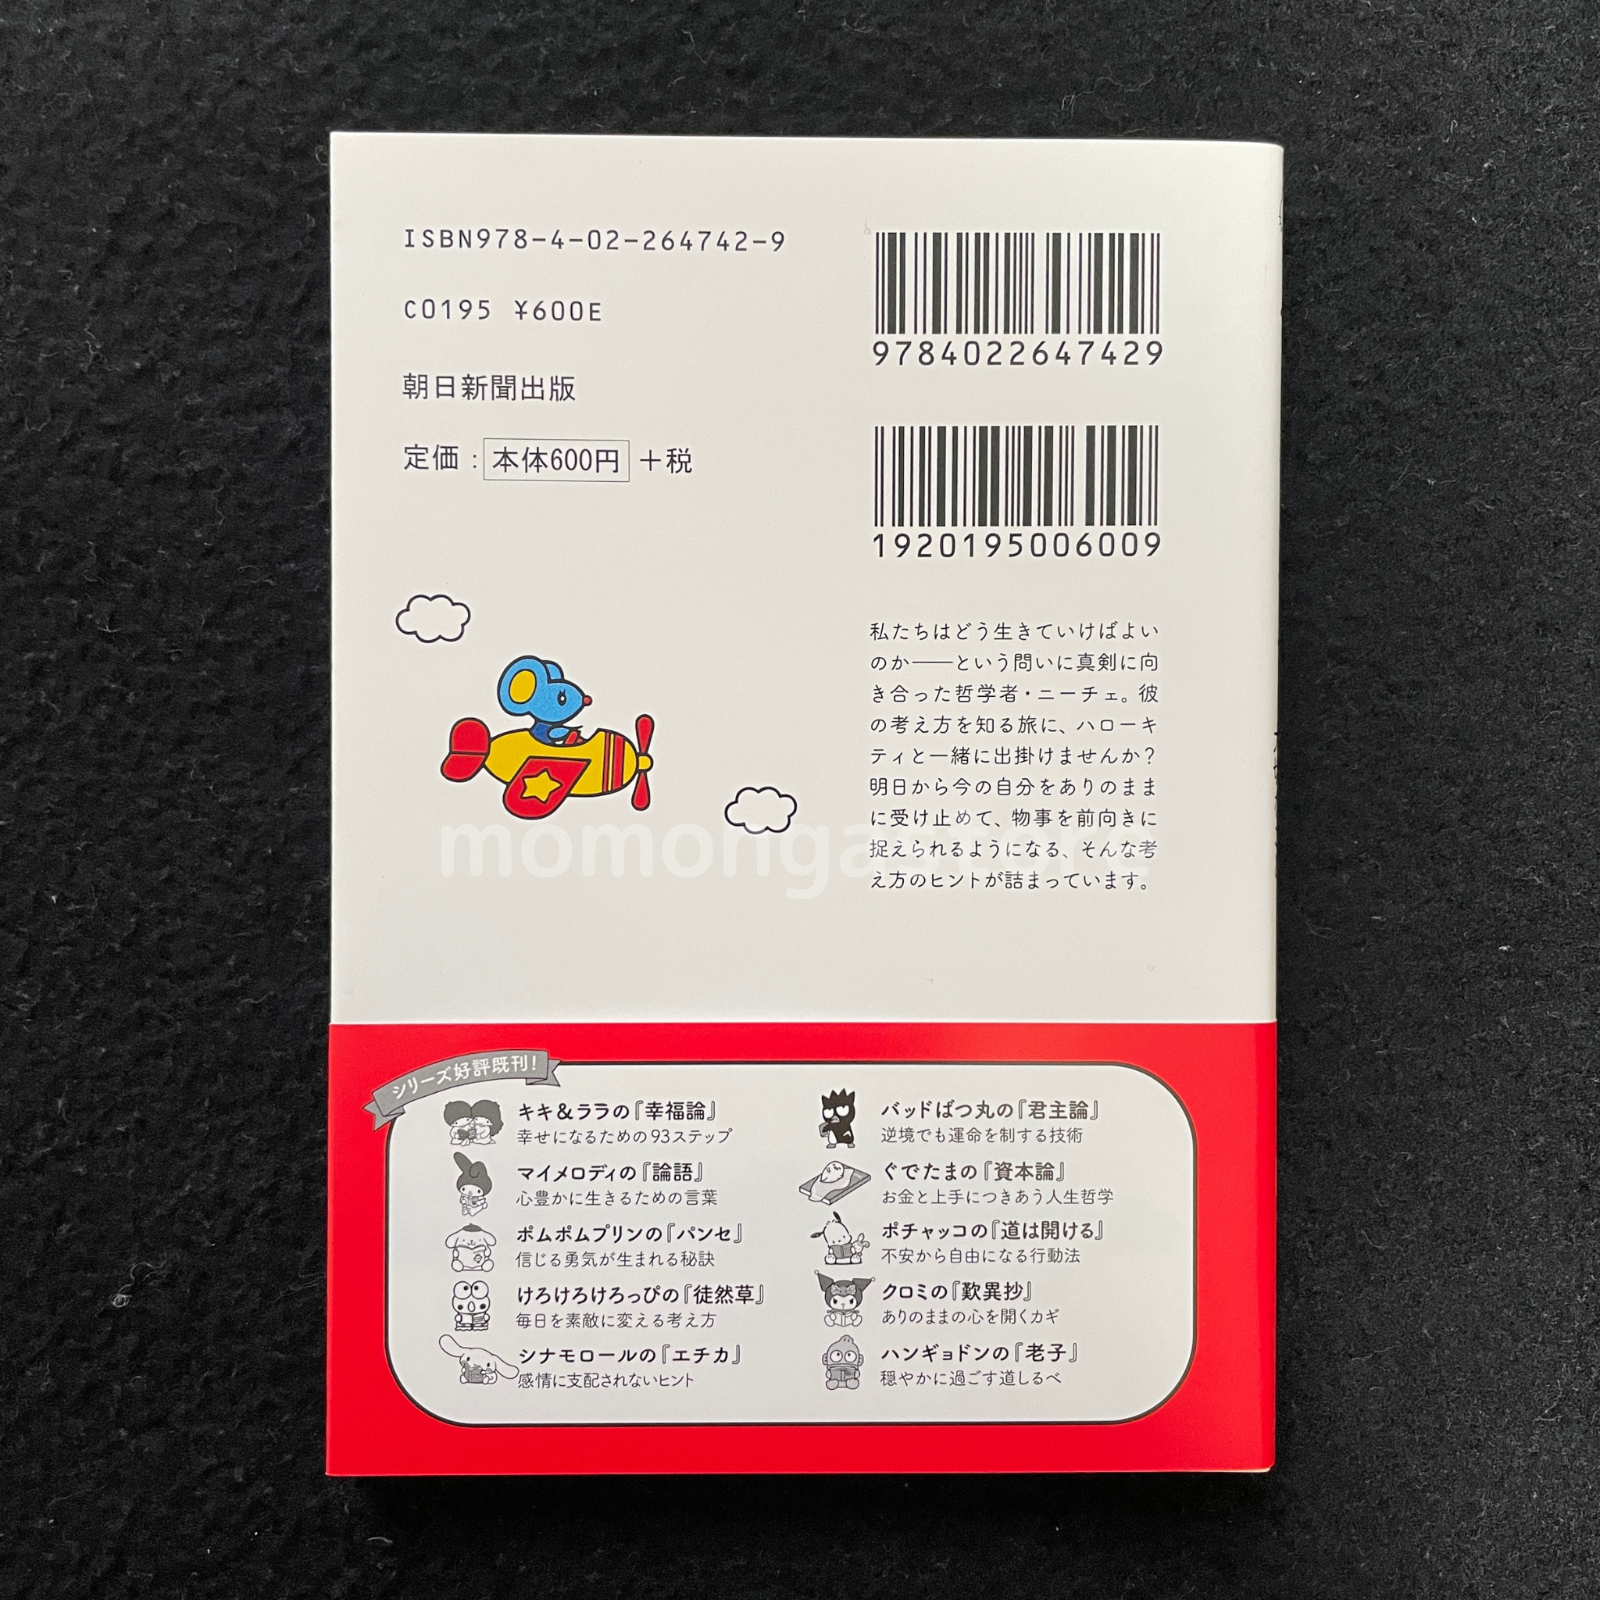 ISBN978-4-02-264742-9
C0195 ¥600E
朝日新聞出版
定価：本体600円＋税
9784022647429
1920195006009
私たちはどう生きていけばよい
のか――という問いに真剣に向
き合った哲学者・ニーチェ。彼
の考え方を知る旅に、ハローキ
ティと一緒に出掛けませんか？
明日から今の自分をありのまま
に受け止めて、物事を前向きに
捉えられるようになる、そんな考
え方のヒントが詰まっています。
momonga store
シリーズ好評既刊！
キキ＆ララの『幸福論』
幸せになるための93ステップ
マイメロディの『論語』
心豊かに生きるための言葉
ポムポムプリンの『パンセ』
信じる勇気が生まれる秘訣
けろけろけろっぴの『徒然草』
毎日を素敵に変える考え方
シナモロールの『エチカ』
感情に支配されないヒント
バッドばつ丸の『君主論』
逆境でも運命を制する技術
ぐでたまの『資本論』
お金と上手につきあう人生哲学
ポチャッコの『道は開ける』
不安から自由になる行動法
クロミの『歎異抄』
ありのままの心を開くカギ
ハンギョドンの『老子』
穏やかに過ごす道しるべ